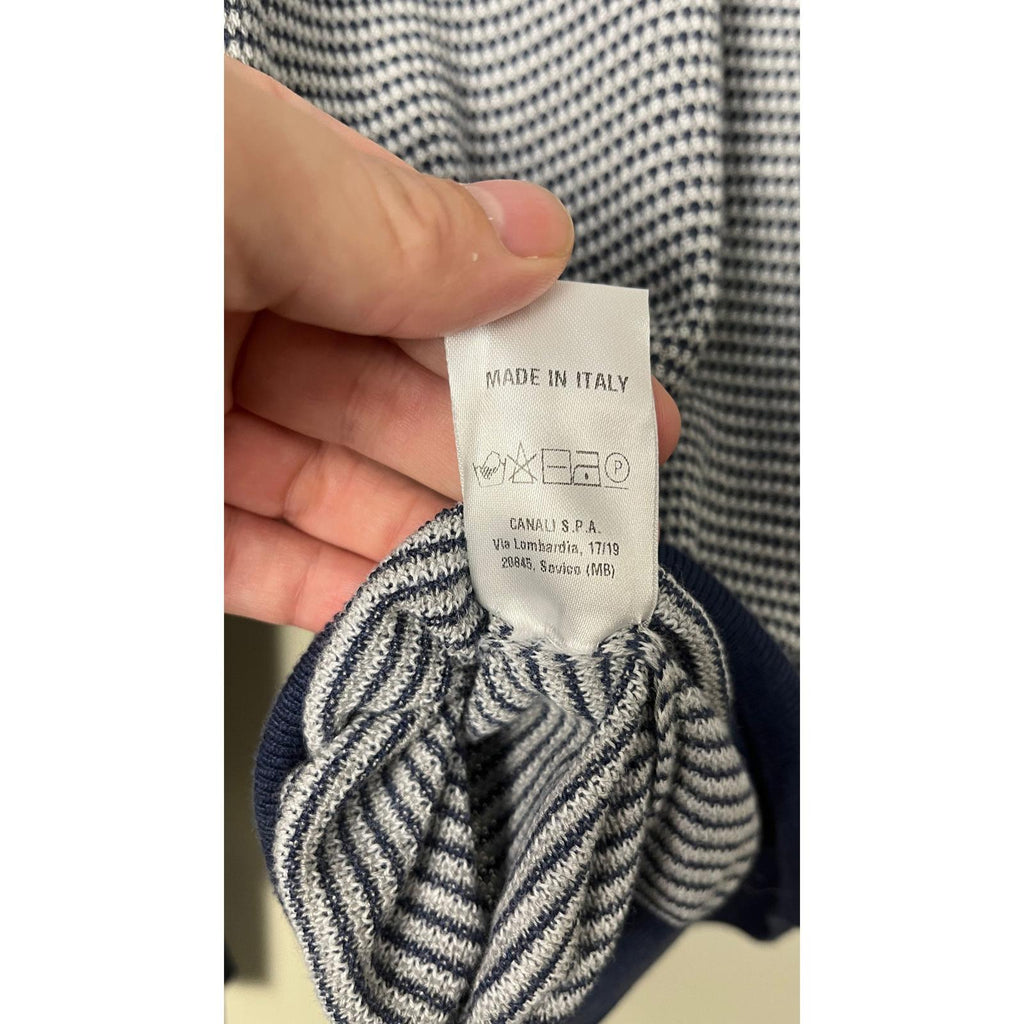 MADE IN ITALY
P
CANALI S.P.A.
Via Lombardia, 17/19
20845, Sovico (MB)